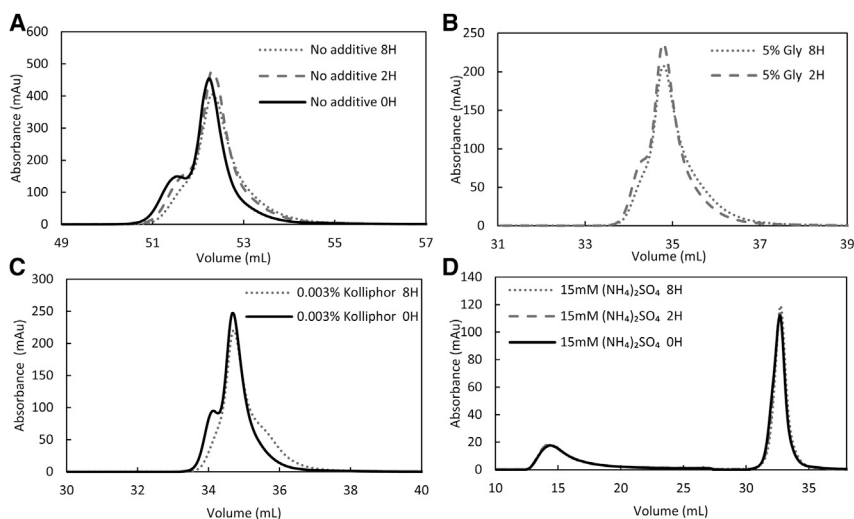 A
600
500
400
300
200
100
0
Absorbance (mAu)
No additive 8H
No additive 2H
No additive 0H
49 51 53 55 57
Volume (mL)
B
250
200
150
100
50
0
Absorbance (mAu)
5% Gly 8H
5% Gly 2H
31 33 35 37 39
Volume (mL)
C
300
250
200
150
100
50
0
Absorbance (mAu)
0.003% Kolliphor 8H
0.003% Kolliphor 0H
30 32 34 36 38 40
Volume (mL)
D
140
120
100
80
60
40
20
0
Absorbance (mAu)
15mM (NH₄)₂SO₄ 8H
15mM (NH₄)₂SO₄ 2H
15mM (NH₄)₂SO₄ 0H
10 15 20 25 30 35
Volume (mL)